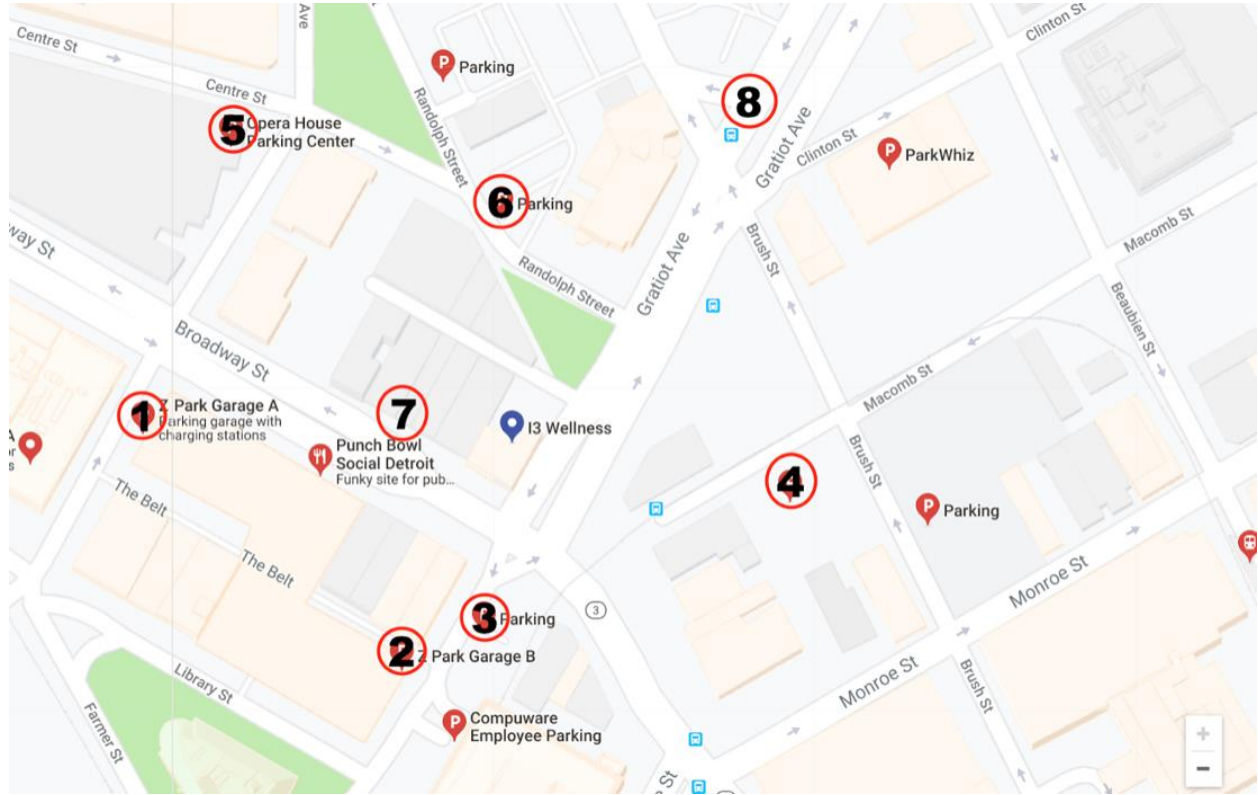 Centre St
Ave
Clinton St
P Parking
Centre St
8
5 Opera House
Parking Center
Randolph Street
Gratiot Ave
Clinton St
P ParkWhiz
6 Parking
Brush St
Macomb St
way St
Randolph Street
Gratiot Ave
Beaubien St
Broadway St
Macomb St
1 Z Park Garage A
Parking garage with
charging stations
7
I3 Wellness
Punch Bowl
Social Detroit
Funky site for pub...
Brush St
4
The Belt
P Parking
The Belt
Monroe St
3 Parking
3
2 Z Park Garage B
Library St
Monroe St
Brush St
Farmer St
P Compuware
Employee Parking
St
+
−